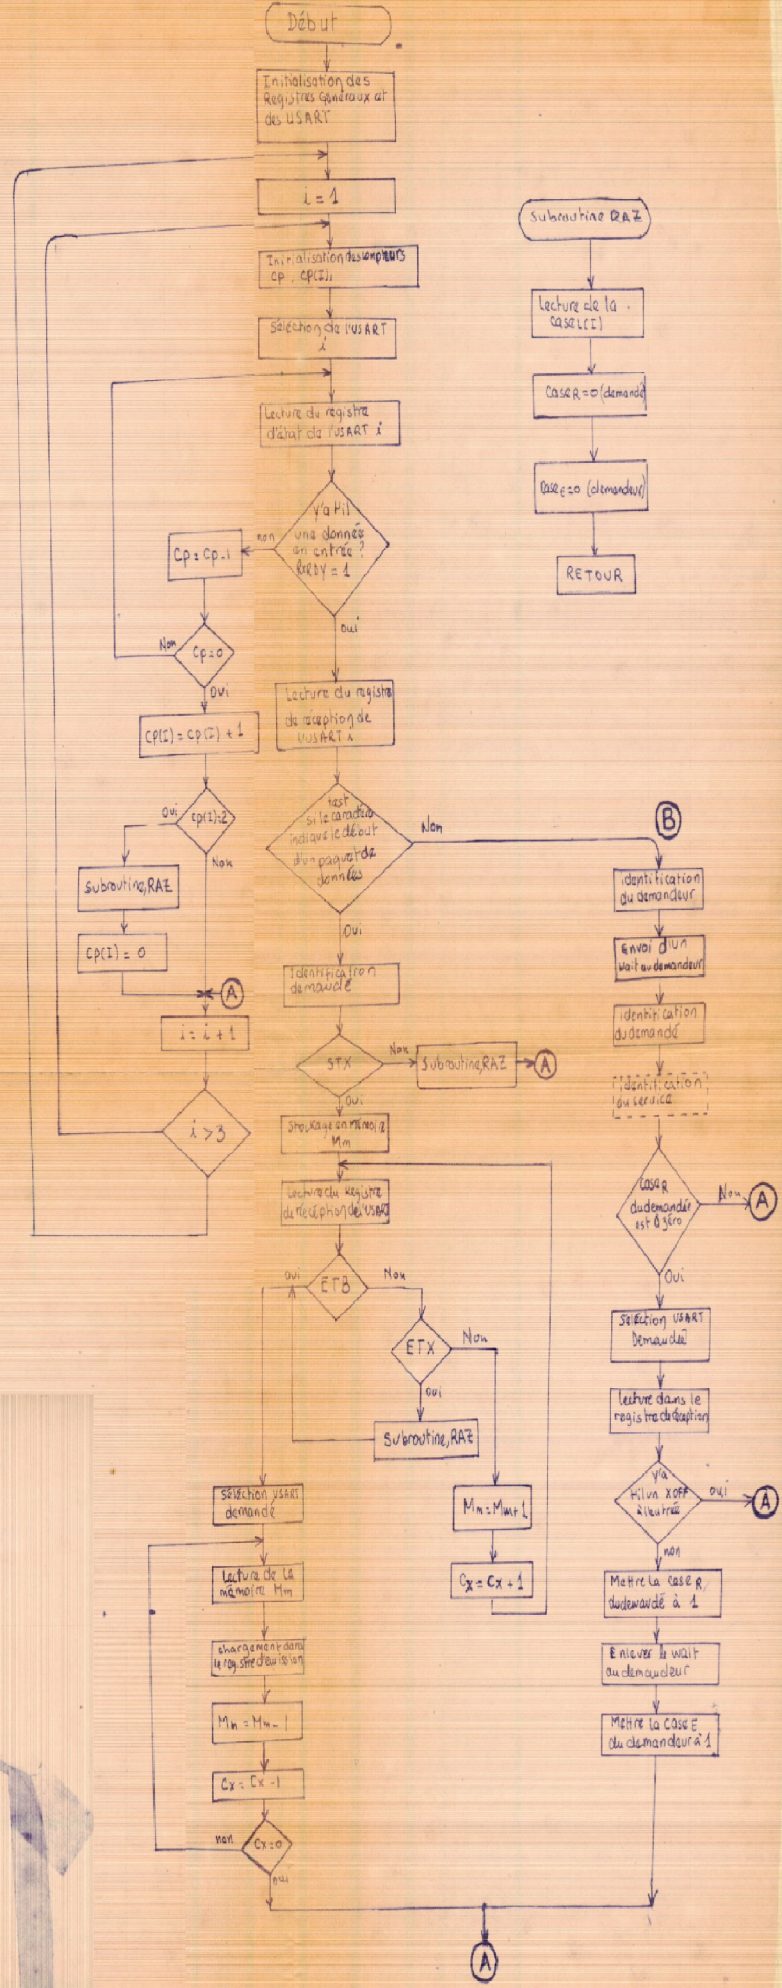 Début
Initialisation des
Registres Généraux et
des USART
i = 1
Initialisation des compteurs
Cp, Cp(I),
Sélection de l'USART
i
Lecture du registre
d'état de l'USART i
Y'a t'il
une donnée
en entrée ?
RxRDY = 1
non
Cp = Cp-1
oui
Non
Cp=0
Oui
Cp(I) = Cp(I) + 1
Lecture du registre
de réception de
l'USART i
Oui
Cp(I)=2
Non
Subroutine, RAZ
Cp(I) = 0
A
i = i + 1
i > 3
test
si le caractère
indique le début
d'un paquet de
données
Non
Oui
Identification
demandé
STX
Non
Subroutine, RAZ
A
Oui
Stockage en mémoire
Mm
Lecture du Registre
de réception de l'USART
oui
ETB
Non
ETX
Non
oui
Subroutine, RAZ
Mm = Mm+1
Cx = Cx + 1
Sélection USART
demandé
Lecture de la
mémoire Mm
chargement dans
le registre d'émission
Mm = Mm-1
Cx = Cx-1
non
Cx=0
oui
A
Subroutine RAZ
Lecture de la
Case L(I)
Case R = 0 (demandé)
Case E = 0 (demandeur)
RETOUR
B
identification
du demandeur
Envoi d'un
wait au demandeur
identification
du demandé
identification
du service
Case R
du demandé
est à zéro
Non
A
Oui
Sélection USART
Demandé
lecture dans le
registre de réception
y'a
t'il un XOFF
à l'entrée
oui
A
non
Mettre la case R,
du demandé à 1
Enlever le wait
au demandeur
Mettre la case E
du demandeur à 1